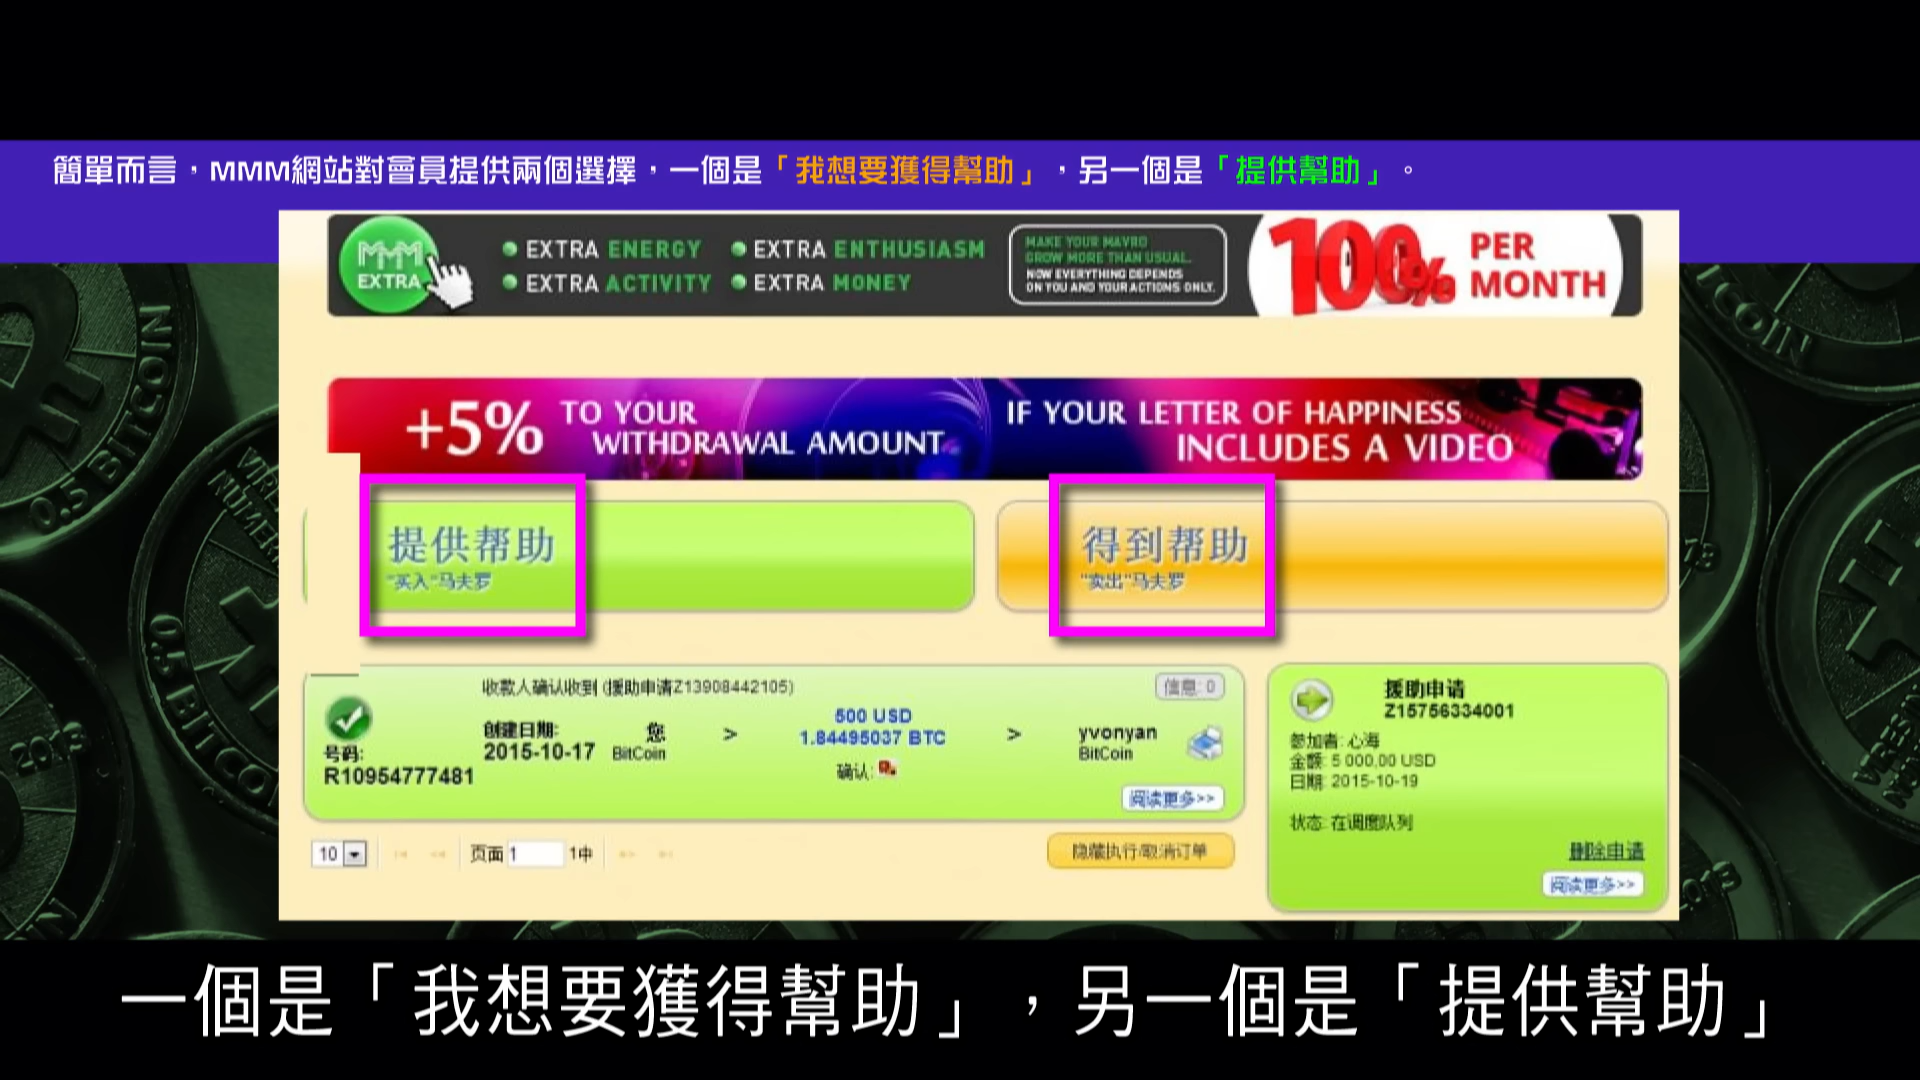 簡單而言，MMM網站對會員提供兩個選擇，一個是「我想要獲得幫助」，另一個是「提供幫助」。
MMM
EXTRA
EXTRA ENERGY
EXTRA ENTHUSIASM
EXTRA ACTIVITY
EXTRA MONEY
MAKE YOUR MAVRO
GROW MORE THAN USUAL.
NOW EVERYTHING DEPENDS
ON YOU AND YOUR ACTIONS ONLY.
100% PER
MONTH
+5% TO YOUR
WITHDRAWAL AMOUNT
IF YOUR LETTER OF HAPPINESS
INCLUDES A VIDEO
提供帮助
"买入"马夫罗
得到帮助
"卖出"马夫罗
收款人确认收到 (援助申请Z13908442105)
信息: 0
号码:
R10954777481
创建日期:
2015-10-17
您
BitCoin
>
500 USD
1.84495037 BTC
确认:
>
yvonyan
BitCoin
阅读更多>>
10
页面 1 1中
隐藏执行/取消订单
援助申请
Z15756334001
参加者: 心海
金额: 5 000,00 USD
日期: 2015-10-19
状态: 在调度队列
删除申请
阅读更多>>
0.5 BITCOIN
0.5 BITCOIN
2013
一個是「我想要獲得幫助」，另一個是「提供幫助」